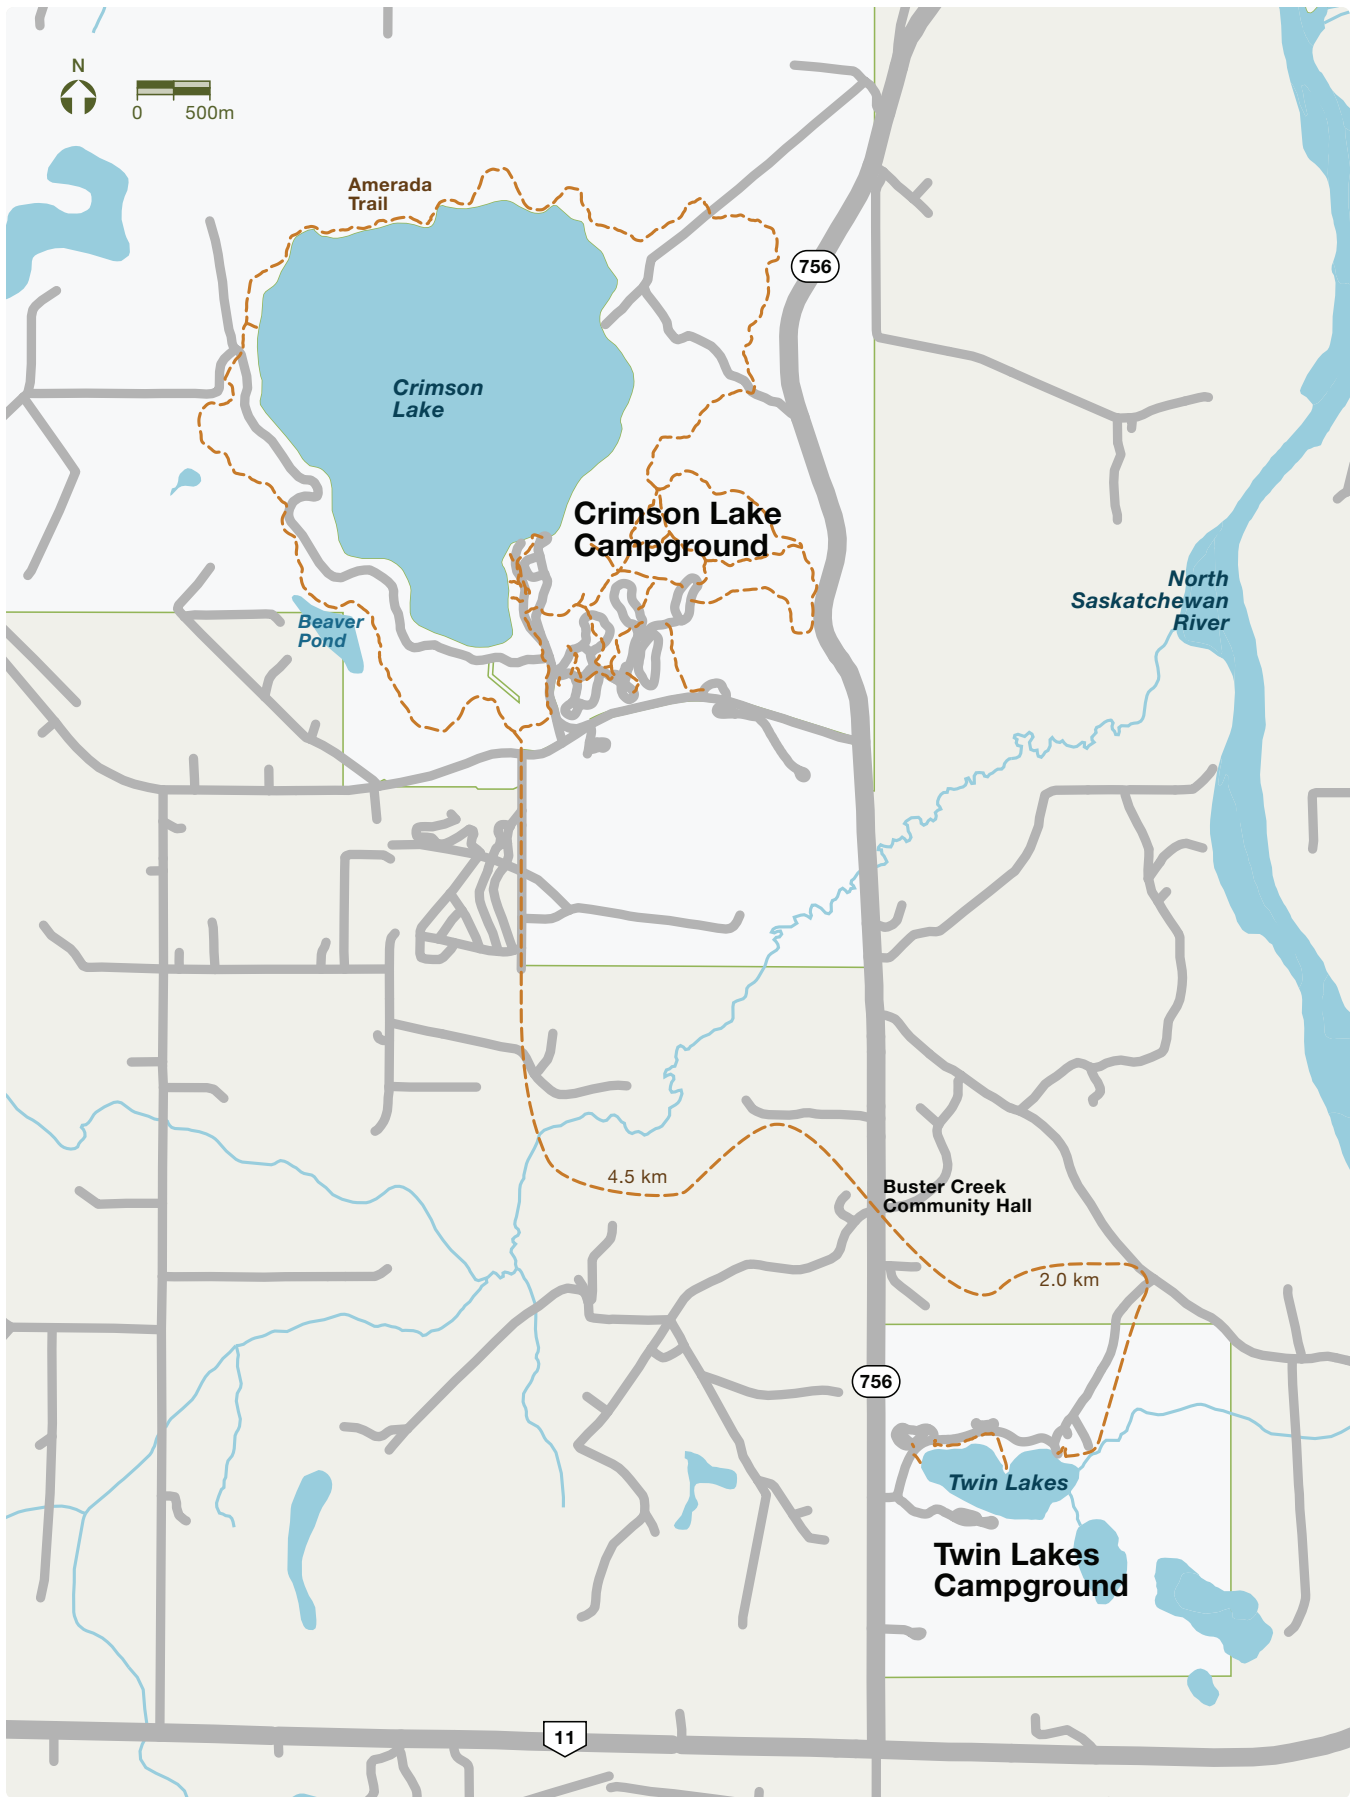 N
0 500m
Amerada
Trail
756
Crimson
Lake
Crimson Lake
Campground
North
Saskatchewan
River
Beaver
Pond
4.5 km
Buster Creek
Community Hall
2.0 km
756
Twin Lakes
Twin Lakes
Campground
11